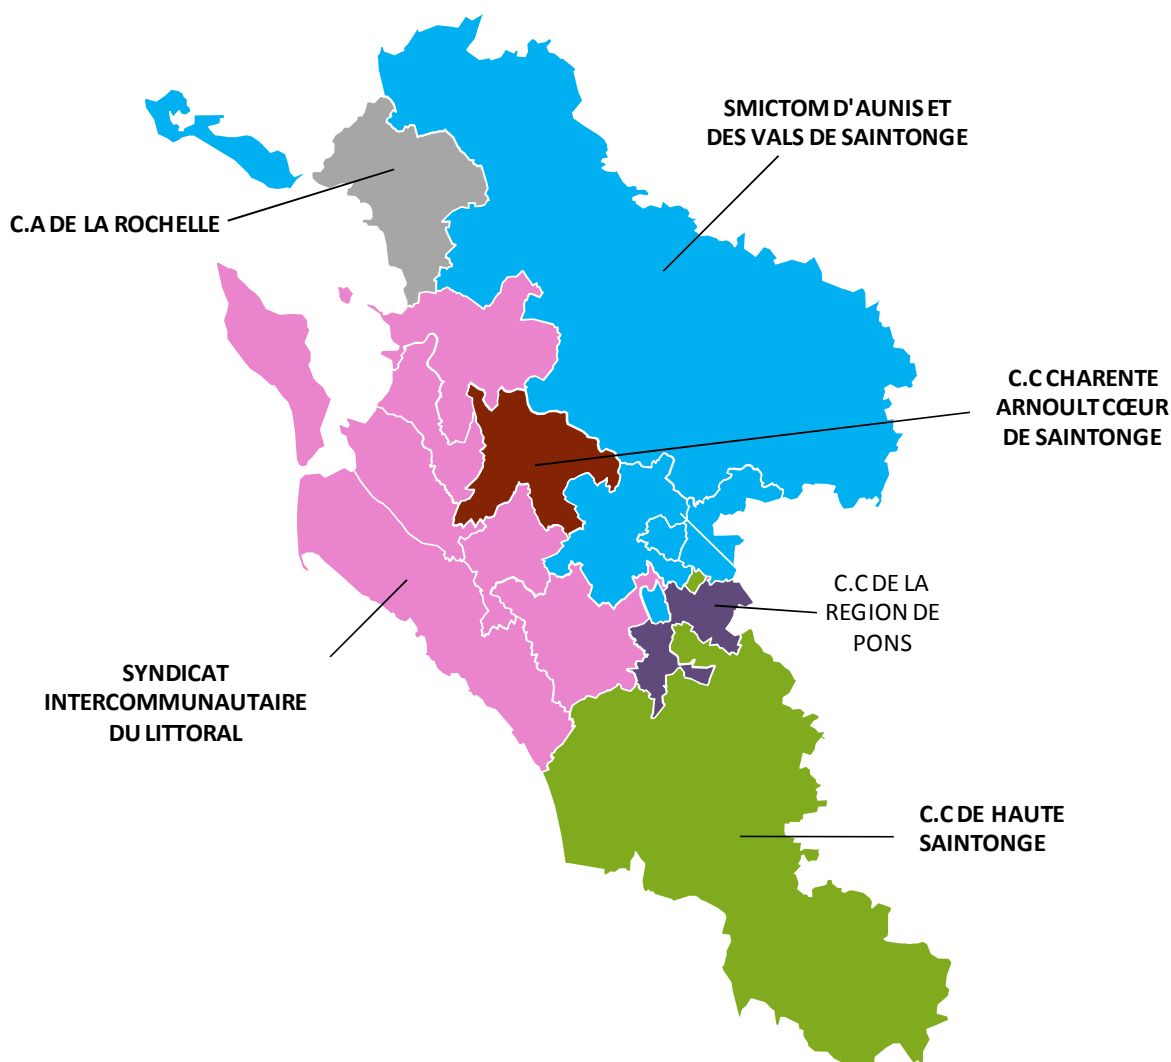 SMICTOM D'AUNIS ET
DES VALS DE SAINTONGE
C.A DE LA ROCHELLE
C.C CHARENTE
ARNOULT CŒUR
DE SAINTONGE
C.C DE LA
REGION DE
PONS
SYNDICAT
INTERCOMMUNAUTAIRE
DU LITTORAL
C.C DE HAUTE
SAINTONGE